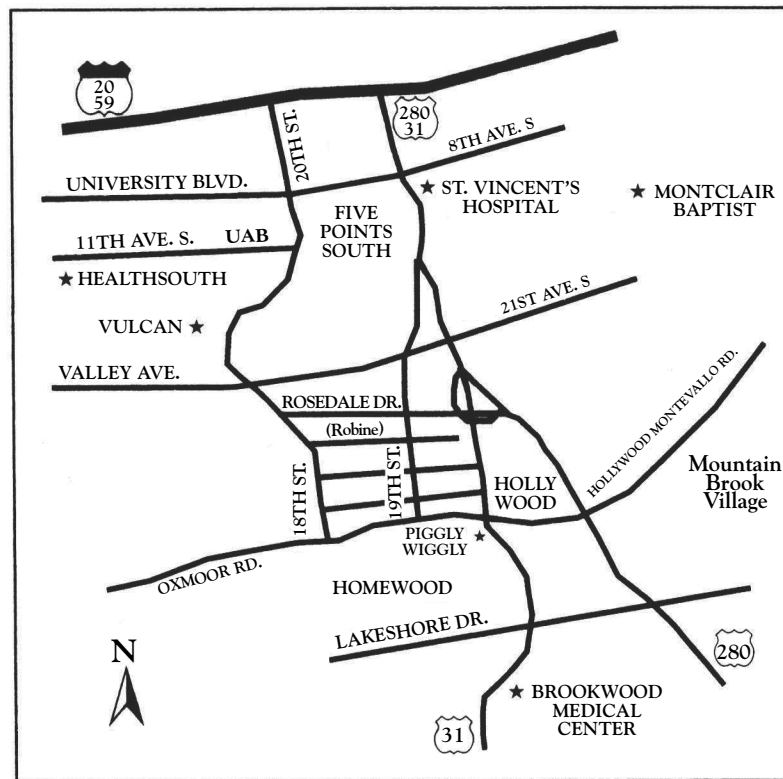 20
59
280
31
20TH ST.
8TH AVE. S
UNIVERSITY BLVD.
ST. VINCENT'S
HOSPITAL
MONTCLAIR
BAPTIST
FIVE
POINTS
SOUTH
11TH AVE. S.
UAB
HEALTHSOUTH
21ST AVE. S
VULCAN
VALLEY AVE.
ROSEDALE DR.
(Robine)
HOLLYWOOD MONTEVALLO RD.
18TH ST.
19TH ST.
HOLLY
WOOD
Mountain
Brook
Village
PIGGLY
WIGGLY
OXMOOR RD.
HOMEWOOD
LAKESHORE DR.
N
280
BROOKWOOD
MEDICAL
CENTER
31